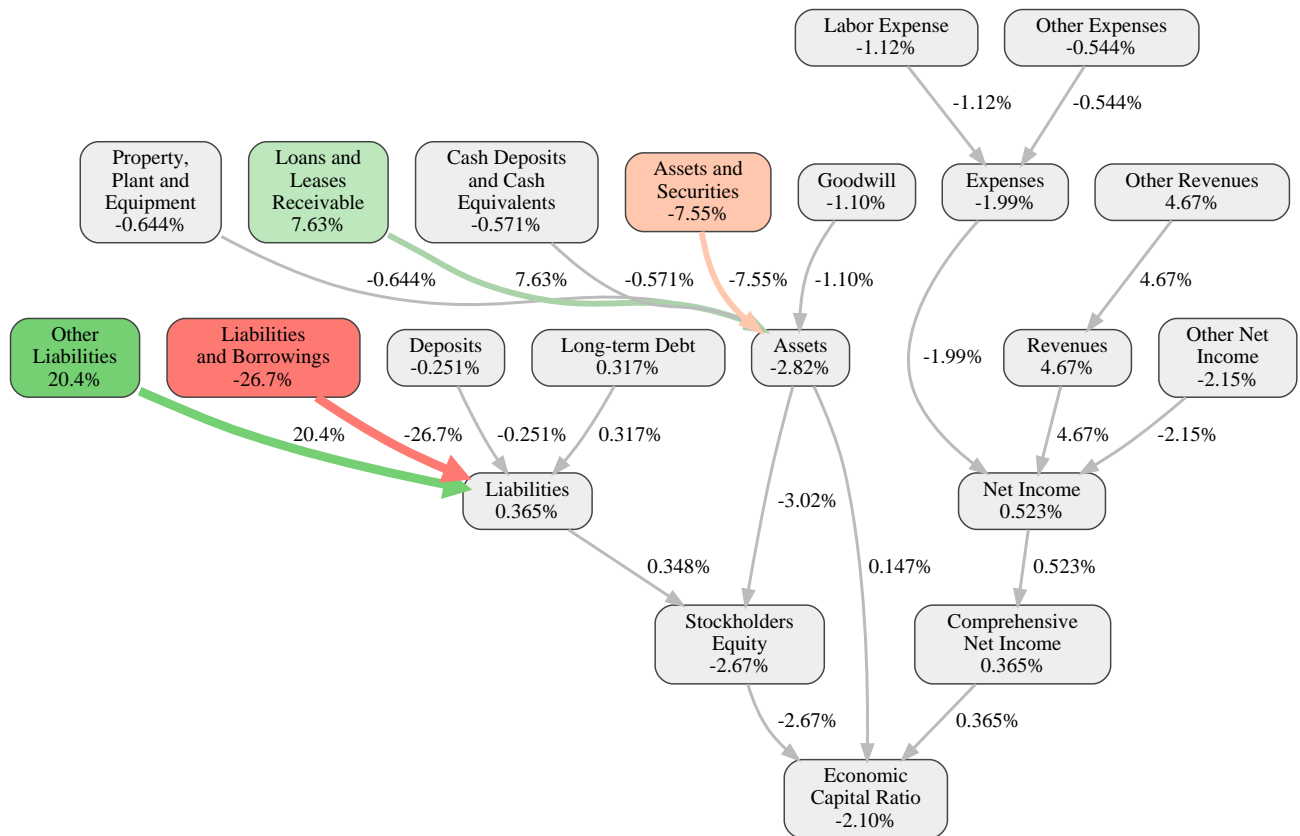 Labor Expense
-1.12%
Other Expenses
-0.544%
-1.12%
-0.544%
Property,
Plant and
Equipment
-0.644%
Loans and
Leases
Receivable
7.63%
Cash Deposits
and Cash
Equivalents
-0.571%
Assets and
Securities
-7.55%
Goodwill
-1.10%
Expenses
-1.99%
Other Revenues
4.67%
-0.644%
7.63%
-0.571%
-7.55%
-1.10%
4.67%
Other
Liabilities
20.4%
Liabilities
and Borrowings
-26.7%
Deposits
-0.251%
Long-term Debt
0.317%
Assets
-2.82%
-1.99%
Revenues
4.67%
Other Net
Income
-2.15%
20.4%
-26.7%
-0.251%
0.317%
4.67%
-2.15%
Liabilities
0.365%
-3.02%
Net Income
0.523%
0.348%
0.147%
0.523%
Stockholders
Equity
-2.67%
Comprehensive
Net Income
0.365%
-2.67%
0.365%
Economic
Capital Ratio
-2.10%